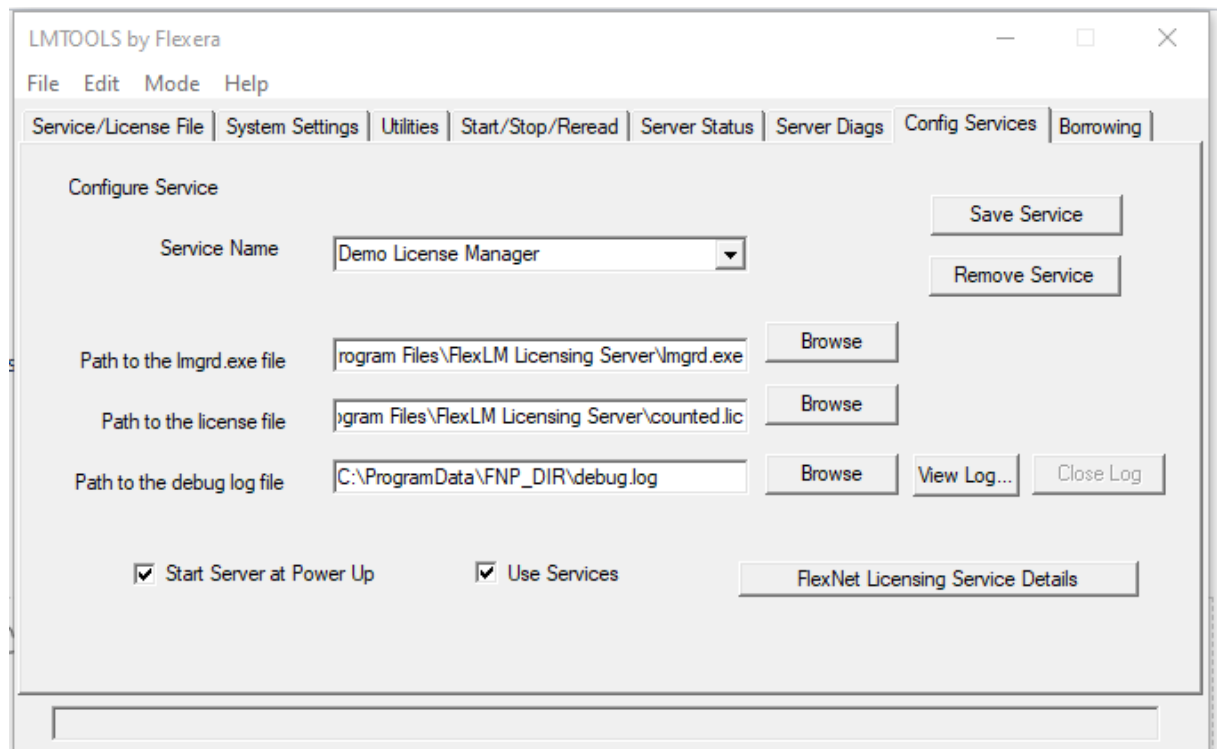 LMTOOLS by Flexera
File Edit Mode Help
Service/License File System Settings Utilities Start/Stop/Reread Server Status Server Diags Config Services Borrowing
Configure Service
Save Service
Service Name Demo License Manager
Remove Service
Path to the lmgrd.exe file rogram Files\FlexLM Licensing Server\lmgrd.exe Browse
Path to the license file ogram Files\FlexLM Licensing Server\counted.lic Browse
Path to the debug log file C:\ProgramData\FNP_DIR\debug.log Browse View Log... Close Log
Start Server at Power Up Use Services FlexNet Licensing Service Details